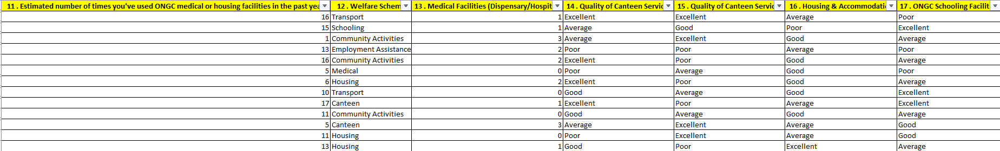 11 . Estimated number of times you've used ONGC medical or housing facilities in the past yea 12 . Welfare Schem 13 . Medical Facilities (Dispensary/Hospit 14 . Quality of Canteen Servic 15 . Quality of Canteen Servic 16 . Housing & Accommodati 17 . ONGC Schooling Facilit
16 Transport 1 Excellent Excellent Average Poor
15 Schooling 1 Average Good Poor Excellent
1 Community Activities 3 Average Excellent Good Average
13 Employment Assistance 2 Poor Poor Average Poor
16 Community Activities 2 Excellent Poor Good Average
5 Medical 0 Poor Average Good Poor
6 Housing 2 Excellent Poor Good Average
10 Transport 0 Good Average Good Excellent
17 Canteen 1 Excellent Poor Average Excellent
11 Community Activities 0 Good Average Good Average
5 Canteen 3 Average Excellent Average Good
11 Housing 0 Poor Excellent Average Good
13 Housing 1 Good Poor Excellent Average